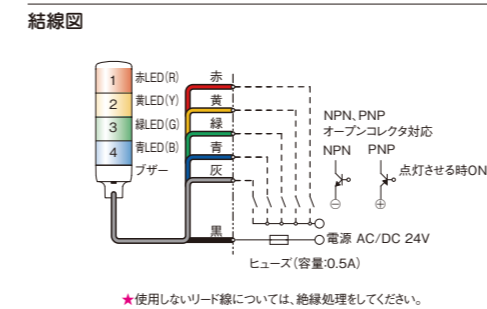 結線図
1 赤LED(R) 赤
2 黄LED(Y) 黄
3 緑LED(G) 緑
4 青LED(B) 青
ブザー 灰
黒
NPN、PNP
オープンコレクタ対応
NPN PNP
点灯させる時ON
電源 AC/DC 24V
ヒューズ(容量:0.5A)
★使用しないリード線については、絶縁処理をしてください。